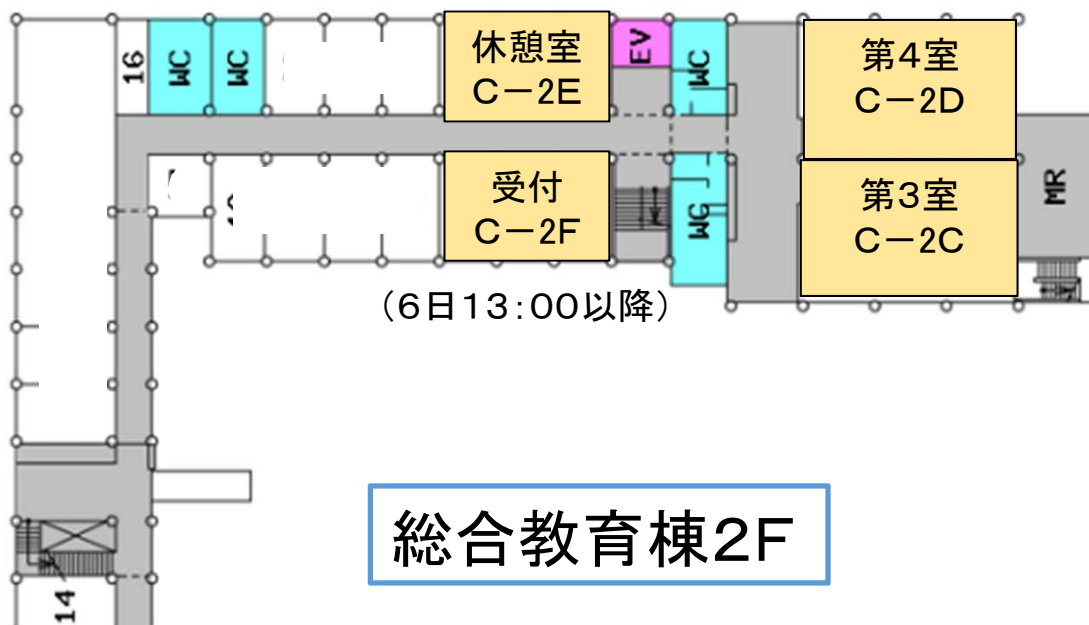 16
WC
WC
休憩室
C-2E
EV
WC
第4室
C-2D
受付
C-2F
WC
第3室
C-2C
MR
(6日13:00以降)
総合教育棟2F
14